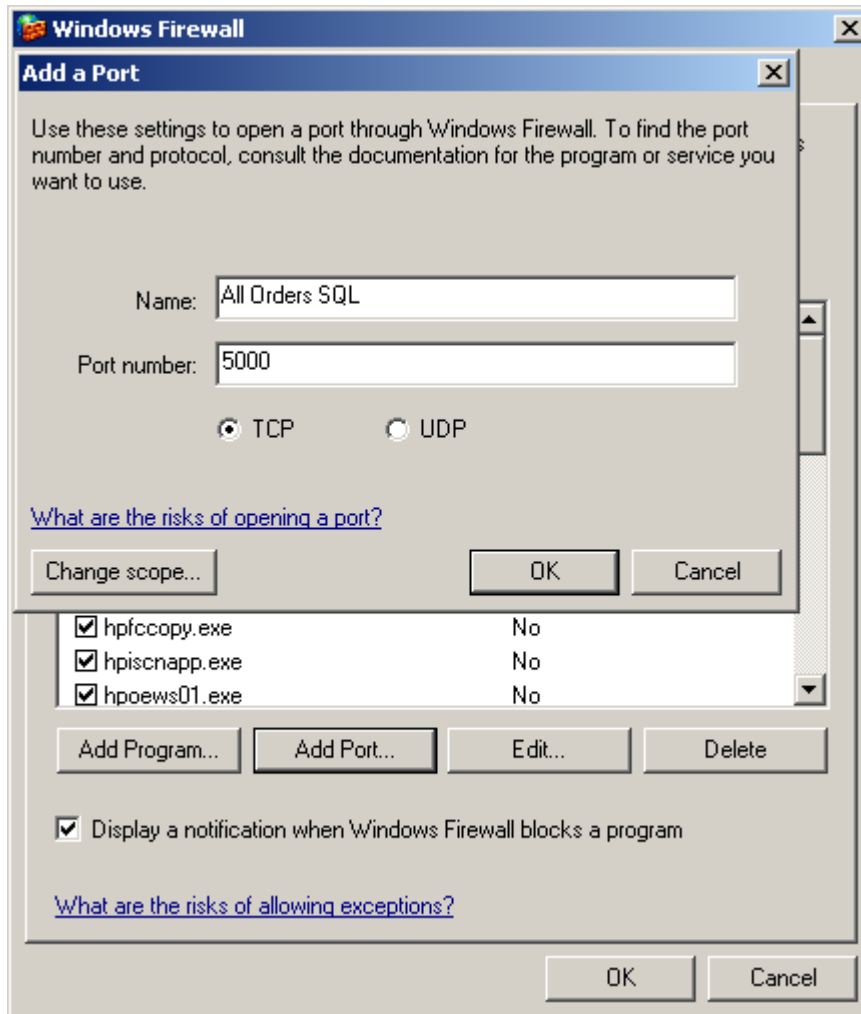 Windows Firewall
Add a Port
Use these settings to open a port through Windows Firewall. To find the port
number and protocol, consult the documentation for the program or service you
want to use.
Name: All Orders SQL
Port number: 5000
TCP UDP
What are the risks of opening a port?
Change scope... OK Cancel
hpfccopy.exe No
hpiscnapp.exe No
hpoews01.exe No
Add Program... Add Port... Edit... Delete
Display a notification when Windows Firewall blocks a program
What are the risks of allowing exceptions?
OK Cancel